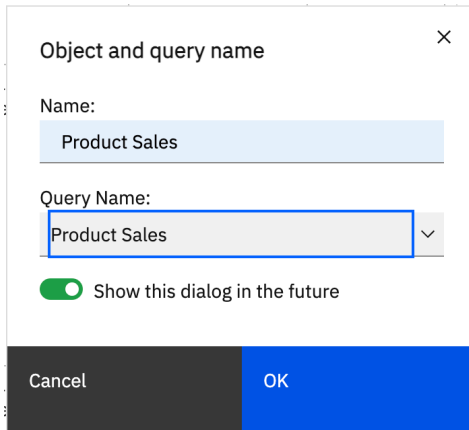 Object and query name
Name:
Product Sales
Query Name:
Product Sales
Show this dialog in the future
Cancel
OK